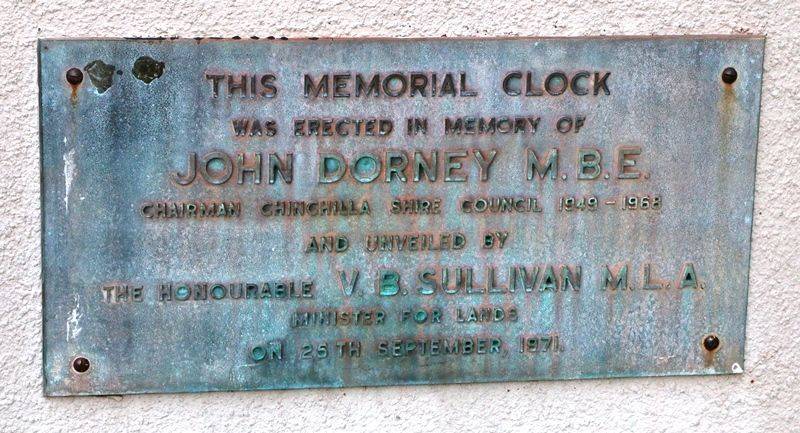 THIS MEMORIAL CLOCK
WAS ERECTED IN MEMORY OF
JOHN DORNEY M.B.E.
CHAIRMAN CHINCHILLA SHIRE COUNCIL 1949 - 1968
AND UNVEILED BY
THE HONOURABLE V. B. SULLIVAN M.L.A.
MINISTER FOR LANDS
ON 25TH SEPTEMBER, 1971.